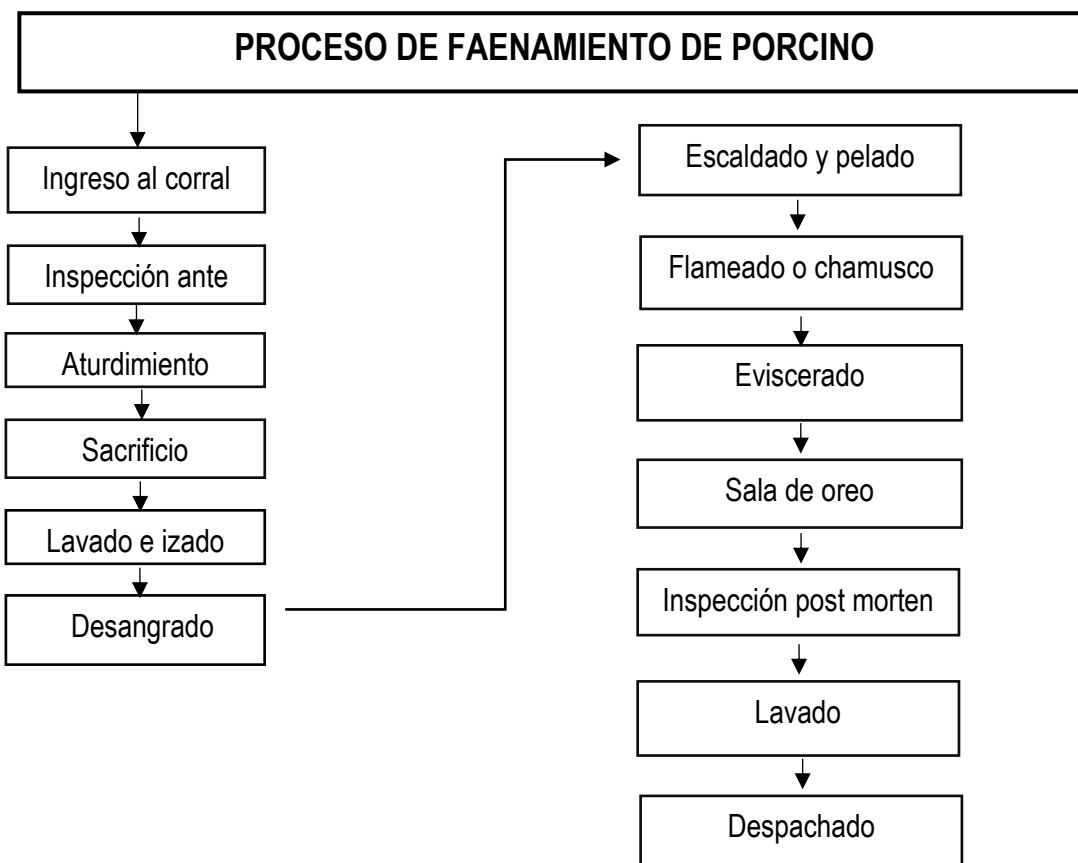 PROCESO DE FAENAMIENTO DE PORCINO
Ingreso al corral
Inspección ante
Aturdimiento
Sacrificio
Lavado e izado
Desangrado
Escaldado y pelado
Flameado o chamusco
Eviscerado
Sala de oreo
Inspección post morten
Lavado
Despachado